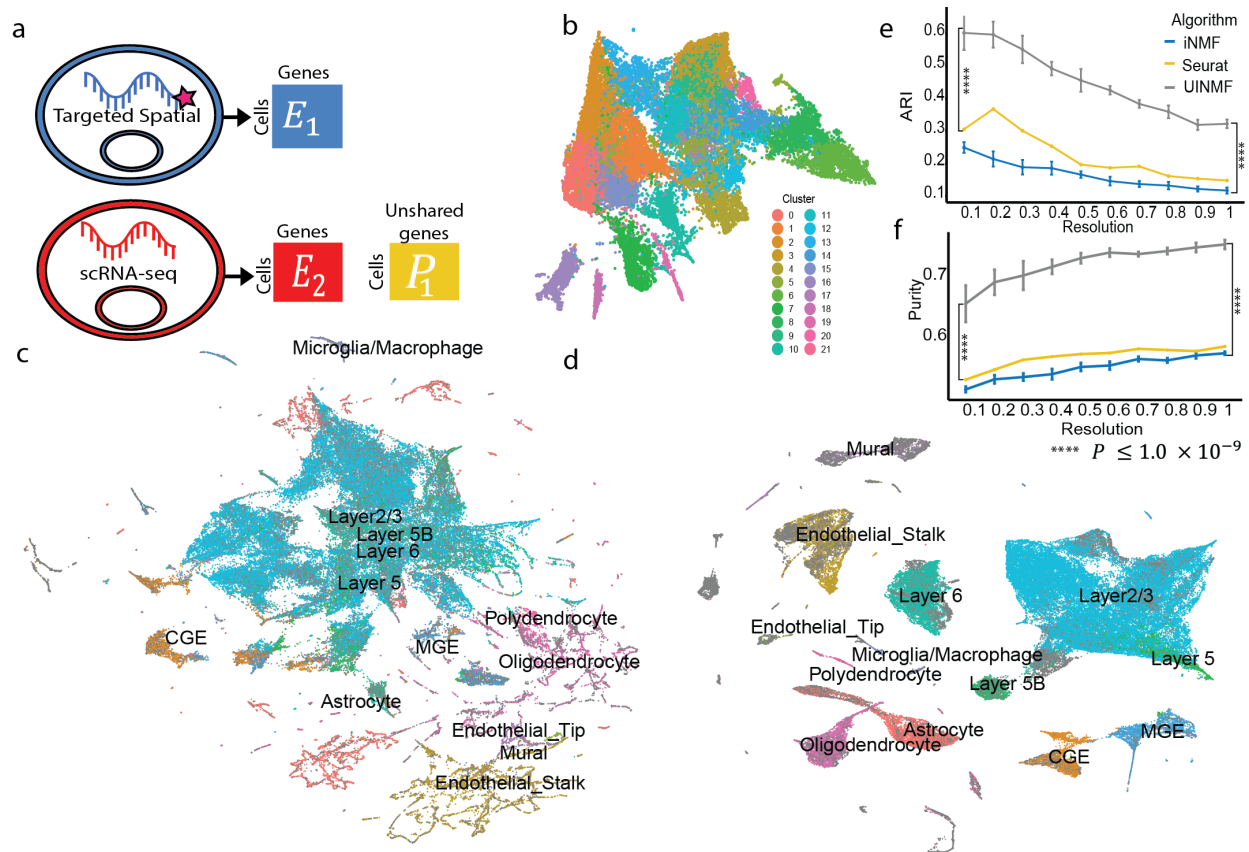 a
Targeted Spatial
Genes
Cells
E1
scRNA-seq
Genes
Cells
E2
Unshared
genes
Cells
P1
b
Cluster
0 11
1 12
2 13
3 14
4 15
5 16
6 17
7 18
8 19
9 20
10 21
e
0.6
0.5
0.4
0.3
0.2
0.1
ARI
****
****
Algorithm
iNMF
Seurat
UINMF
0.1 0.2 0.3 0.4 0.5 0.6 0.7 0.8 0.9 1
Resolution
f
0.7
0.6
Purity
****
****
0.1 0.2 0.3 0.4 0.5 0.6 0.7 0.8 0.9 1
Resolution
**** P ≤ 1.0 × 10⁻⁹
c
Microglia/Macrophage
Layer2/3
Layer 5B
Layer 6
Layer 5
CGE
MGE
Polydendrocyte
Oligodendrocyte
Astrocyte
Endothelial_Tip
Mural
Endothelial_Stalk
d
Mural
Endothelial_Stalk
Layer 6
Layer2/3
Endothelial_Tip
Microglia/Macrophage
Layer 5
Polydendrocyte
Layer 5B
Astrocyte
Oligodendrocyte
MGE
CGE